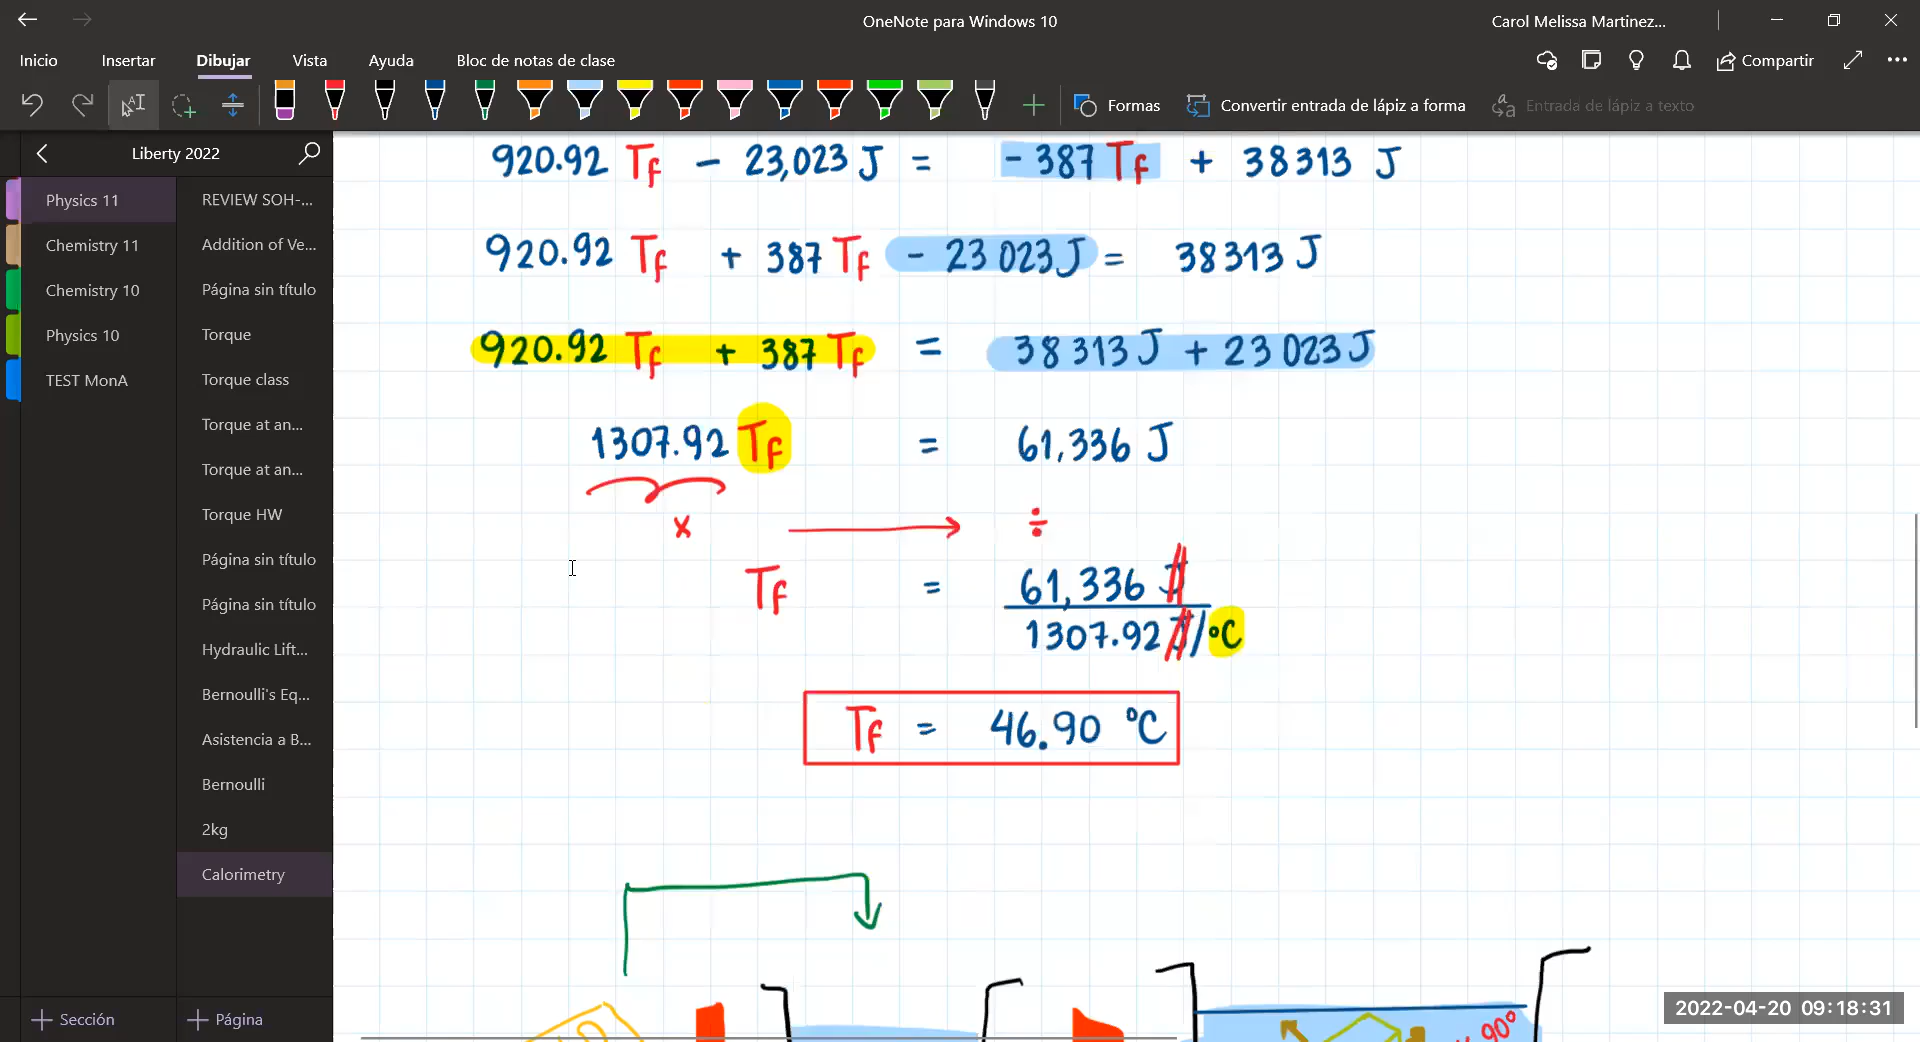 OneNote para Windows 10
Carol Melissa Martinez...
Inicio
Insertar
Dibujar
Vista
Ayuda
Bloc de notas de clase
Compartir
Formas
Convertir entrada de lápiz a forma
Entrada de lápiz a texto
Liberty 2022
Physics 11
Chemistry 11
Chemistry 10
Physics 10
TEST MonA
REVIEW SOH-...
Addition of Ve...
Página sin título
Torque
Torque class
Torque at an...
Torque at an...
Torque HW
Página sin título
Página sin título
Hydraulic Lift...
Bernoulli's Eq...
Asistencia a B...
Bernoulli
2kg
Calorimetry
Sección
Página
920.92 Tf - 23,023 J = - 387 Tf + 38313 J
920.92 Tf + 387 Tf - 23 023 J = 38313 J
920.92 Tf + 387 Tf = 38 313 J + 23 023 J
1307.92 Tf = 61,336 J
x ÷
Tf = 61,336 J
1307.92 J/°C
Tf = 46.90 °C
90°
2022-04-20 09:18:31